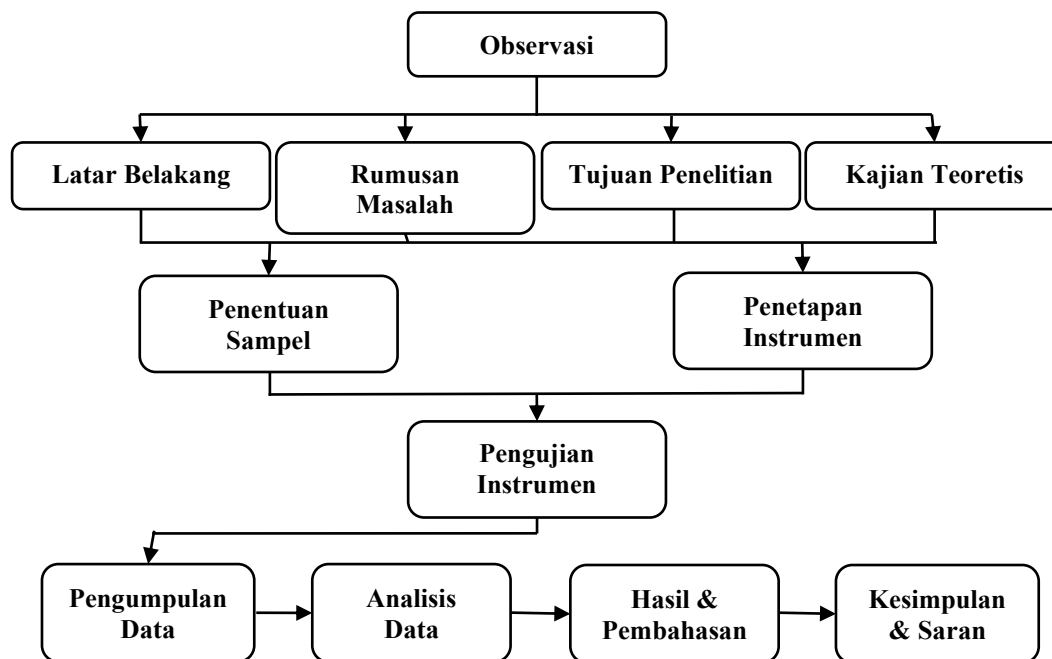 Observasi
Latar Belakang
Rumusan
Masalah
Tujuan Penelitian
Kajian Teoretis
Penentuan
Sampel
Penetapan
Instrumen
Pengujian
Instrumen
Pengumpulan
Data
Analisis
Data
Hasil &
Pembahasan
Kesimpulan
& Saran